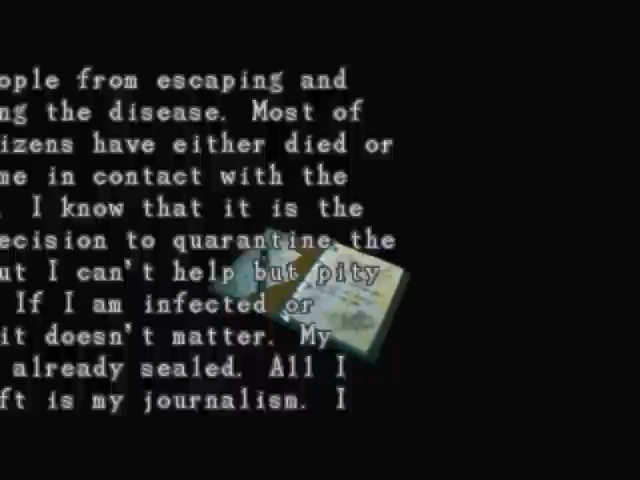 ople from escaping and
ng the disease. Most of
izens have either died or
me in contact with the
. I know that it is the
ecision to quarantine the
ut I can't help but pity
If I am infected or
it doesn't matter. My
already sealed. All I
ft is my journalism. I